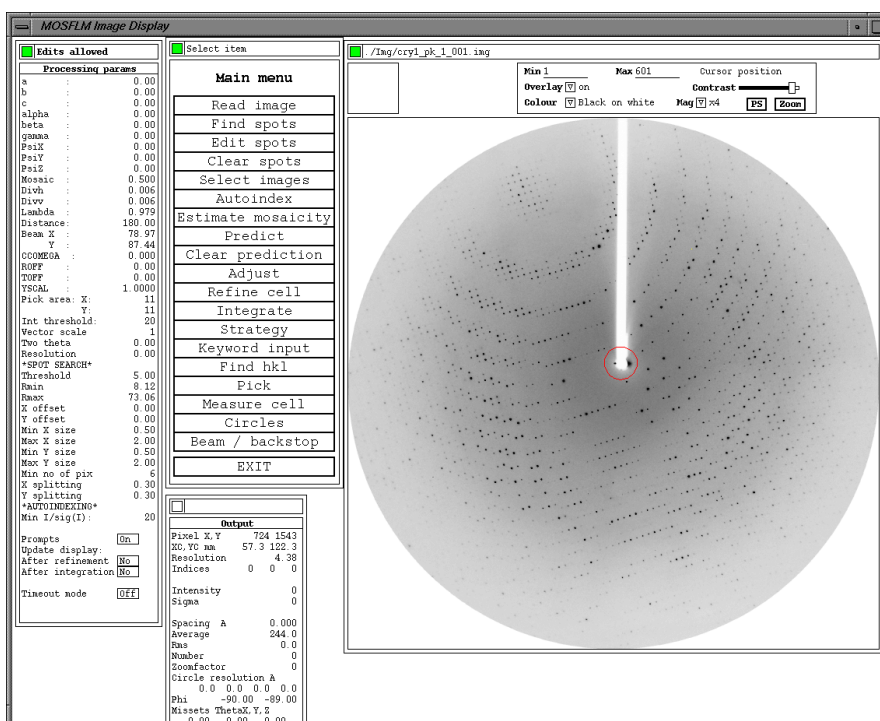 MOSFLM Image Display
Edits allowed
Processing params
a : 0.00
b : 0.00
c : 0.00
alpha : 0.00
beta : 0.00
gamma : 0.00
PsiX : 0.00
PsiY : 0.00
PsiZ : 0.00
Mosaic : 0.500
Divh : 0.006
Divv : 0.006
Lambda : 0.979
Distance: 180.00
Beam X : 78.97
Y : 87.44
CCOMEGA : 0.000
ROFF : 0.00
TOFF : 0.00
YSCAL : 1.0000
Pick area: X: 11
Y: 11
Int threshold: 20
Vector scale 1
Two theta 0.00
Resolution 0.00
*SPOT SEARCH*
Threshold 5.00
Rmin 8.12
Rmax 73.06
X offset 0.00
Y offset 0.00
Min X size 0.50
Max X size 2.00
Min Y size 0.50
Max Y size 2.00
Min no of pix 6
X splitting 0.30
Y splitting 0.30
*AUTOINDEXING*
Min I/sig(I): 20
Prompts On
Update display:
After refinement No
After integration No
Timeout mode Off
Select item
Main menu
Read image
Find spots
Edit spots
Clear spots
Select images
Autoindex
Estimate mosaicity
Predict
Clear prediction
Adjust
Refine cell
Integrate
Strategy
Keyword input
Find hkl
Pick
Measure cell
Circles
Beam / backstop
EXIT
Output
Pixel X,Y 724 1543
XC,YC mm 57.3 122.3
Resolution 4.38
Indices 0 0 0
Intensity 0
Sigma 0
Spacing A 0.000
Average 244.0
Rms 0.0
Number 0
Zoomfactor 0
Circle resolution A
0.0 0.0 0.0 0.0
Phi -90.00 -89.00
Missets ThetaX,Y,Z
0.00 0.00 0.00
./Img/cry1_pk_1_001.img
Min 1 Max 601 Cursor position
Overlay on Contrast
Colour Black on white Mag x4 PS Zoom